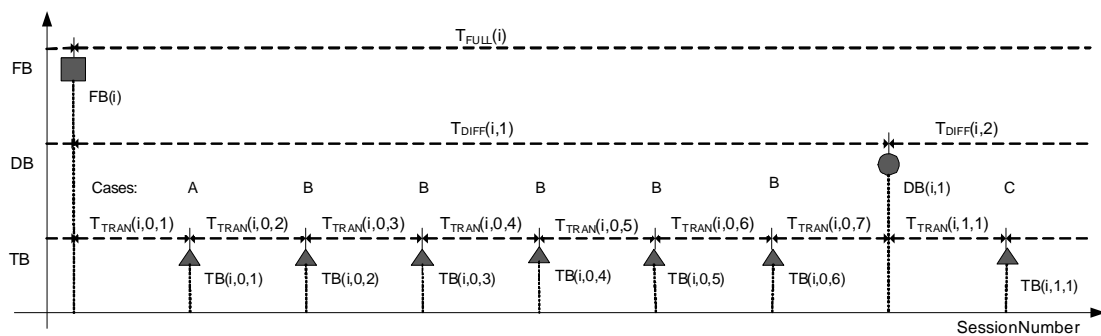 T_FULL(i)
FB
FB(i)
T_DIFF(i,1) T_DIFF(i,2)
DB
DB(i,1)
Cases: A B B B B B C
T_TRAN(i,0,1) T_TRAN(i,0,2) T_TRAN(i,0,3) T_TRAN(i,0,4) T_TRAN(i,0,5) T_TRAN(i,0,6) T_TRAN(i,0,7) T_TRAN(i,1,1)
TB
TB(i,0,1) TB(i,0,2) TB(i,0,3) TB(i,0,4) TB(i,0,5) TB(i,0,6) TB(i,1,1)
SessionNumber